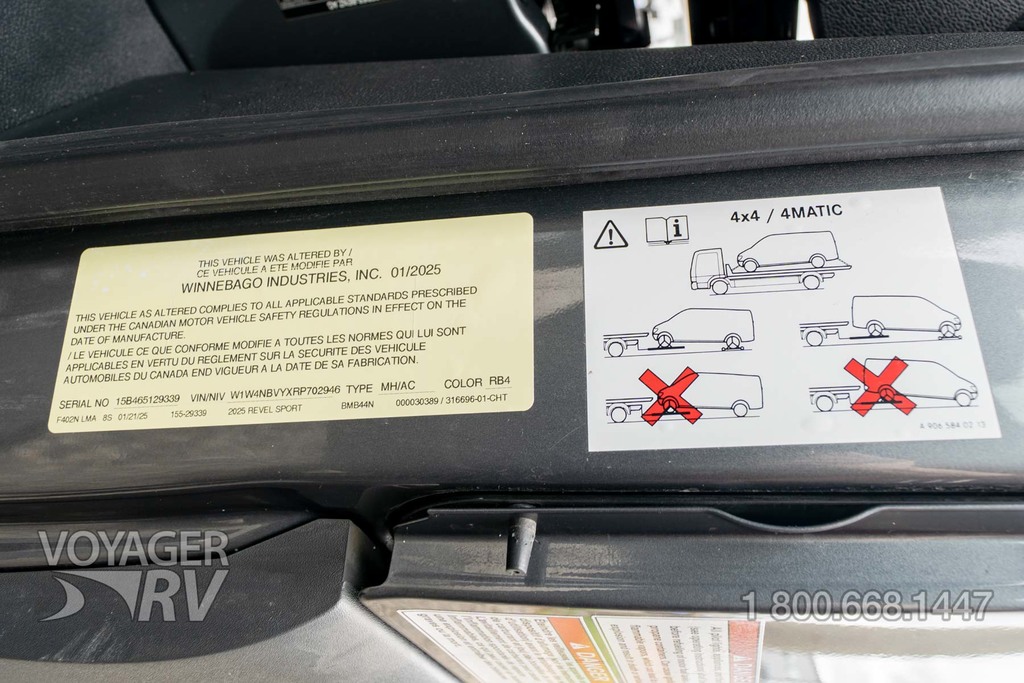 THIS VEHICLE WAS ALTERED BY /
CE VEHICULE A ETE MODIFIE PAR
WINNEBAGO INDUSTRIES, INC. 01/2025
THIS VEHICLE AS ALTERED COMPLIES TO ALL APPLICABLE STANDARDS PRESCRIBED
UNDER THE CANADIAN MOTOR VEHICLE SAFETY REGULATIONS IN EFFECT ON THE
DATE OF MANUFACTURE.
/ LE VEHICULE CE QUE CONFORME MODIFIE A TOUTES LES NORMES QUI LUI SONT
APPLICABLES EN VERTU DU REGLEMENT SUR LA SECURITE DES VEHICULE
AUTOMOBILES DU CANADA END VIGUEUR A LA DATE DE SA FABRICATION.
SERIAL NO 15B465129339 VIN/NIV W1W4NBVYXRP702946 TYPE MH/AC COLOR RB4
F402N LMA 8S 01/21/25 155-29339 2025 REVEL SPORT BMB44N 000030389 / 316696-01-CHT
4x4 / 4MATIC
A 906 584 02 13
VOYAGER
RV
1 800.668.1447
DANGER
DANGER